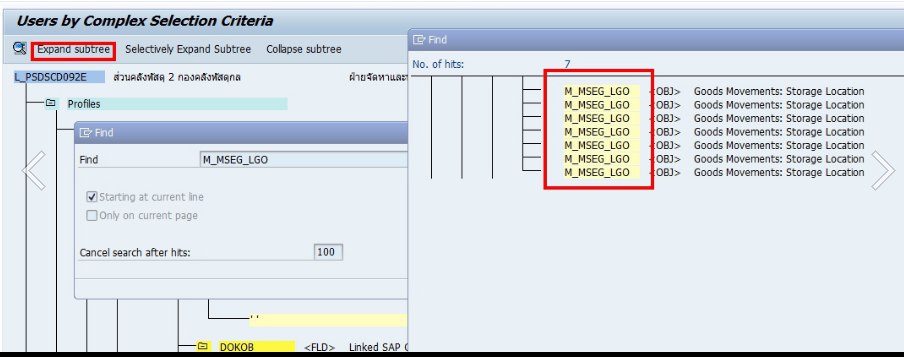 Users by Complex Selection Criteria
Expand subtree Selectively Expand Subtree Collapse subtree
L_PSDSCD092E ส่วนคลังพัสดุ 2 กองคลังพัสดุกล ฝ่ายจัดหาและ
Profiles
Find
Find M_MSEG_LGO
Starting at current line
Only on current page
Cancel search after hits: 100
DOKOB <FLD> Linked SAP
Find
No. of hits: 7
M_MSEG_LGO <OBJ> Goods Movements: Storage Location
M_MSEG_LGO <OBJ> Goods Movements: Storage Location
M_MSEG_LGO <OBJ> Goods Movements: Storage Location
M_MSEG_LGO <OBJ> Goods Movements: Storage Location
M_MSEG_LGO <OBJ> Goods Movements: Storage Location
M_MSEG_LGO <OBJ> Goods Movements: Storage Location
M_MSEG_LGO <OBJ> Goods Movements: Storage Location